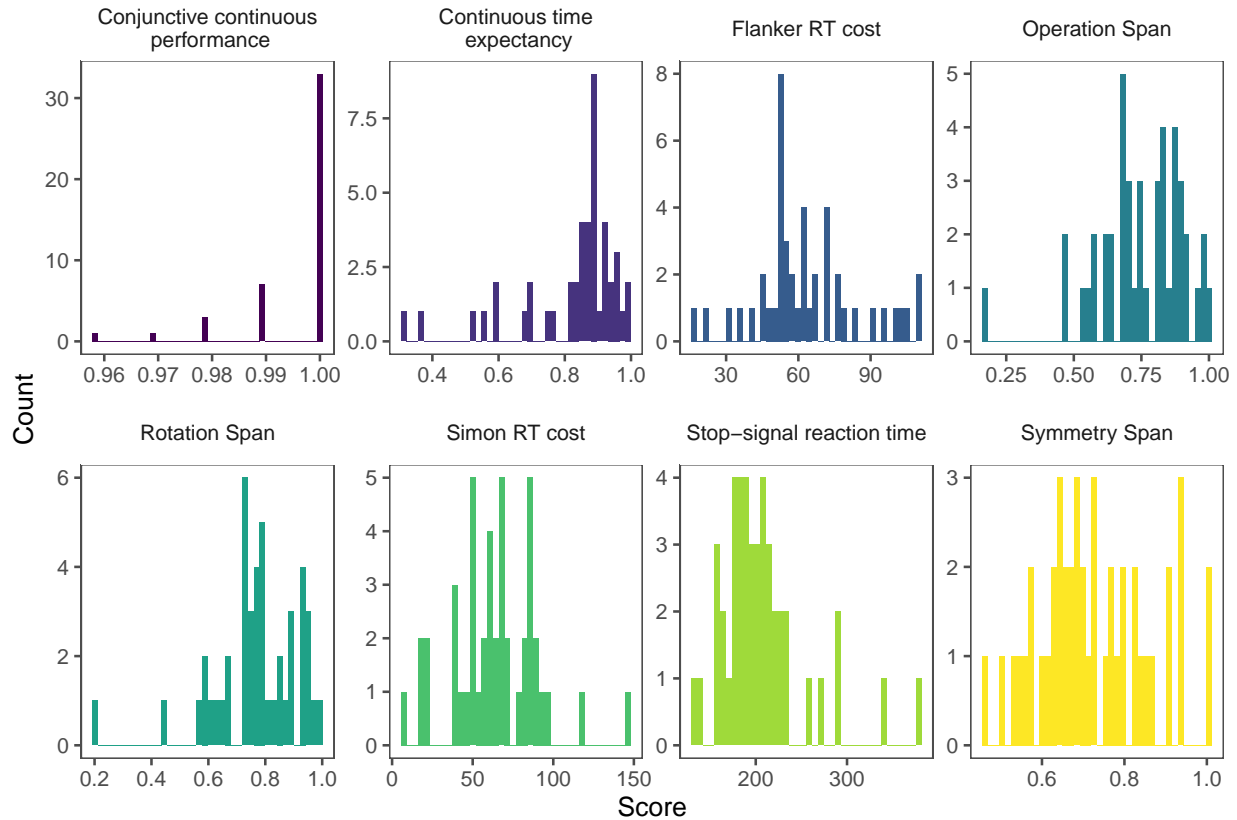 Conjunctive continuous
performance
Continuous time
expectancy
Flanker RT cost
Operation Span
30
20
10
0
0.96 0.97 0.98 0.99 1.00
7.5
5.0
2.5
0.0
0.4 0.6 0.8 1.0
8
6
4
2
0
30 60 90
5
4
3
2
1
0
0.25 0.50 0.75 1.00
Count
Rotation Span
Simon RT cost
Stop−signal reaction time
Symmetry Span
6
4
2
0
0.2 0.4 0.6 0.8 1.0
5
4
3
2
1
0
0 50 100 150
4
3
2
1
0
200 300
3
2
1
0
0.6 0.8 1.0
Score